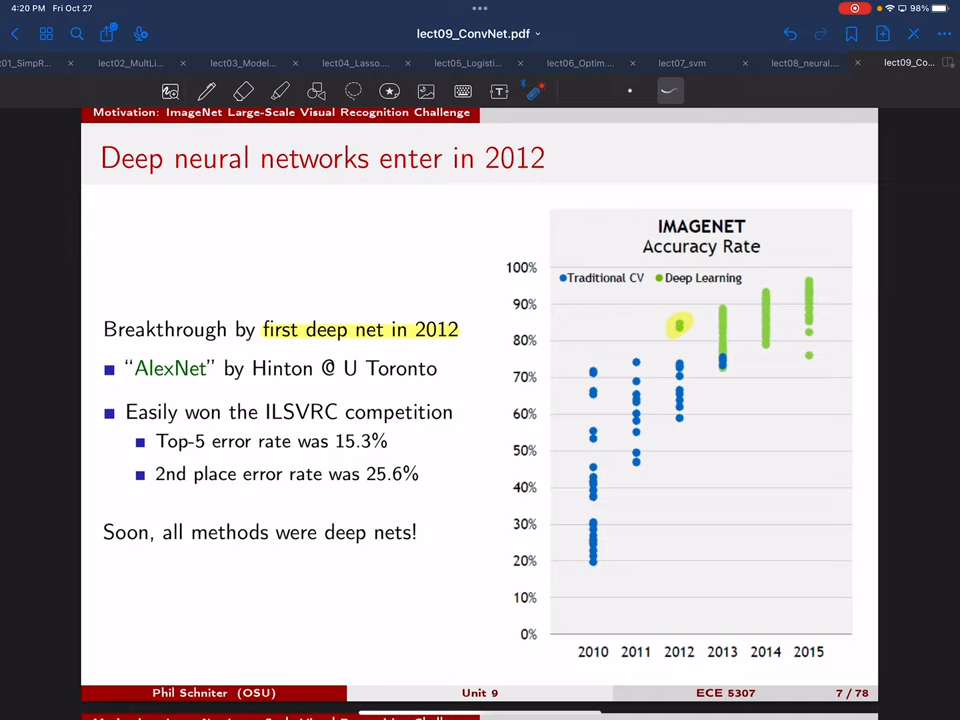 4:20 PM Fri Oct 27
98%
lect09_ConvNet.pdf
01_SimpR...
lect02_MultLi...
lect03_Model...
lect04_Lasso....
lect05_Logisti...
lect06_Optim....
lect07_svm
lect08_neural....
lect09_Co...
Motivation: ImageNet Large-Scale Visual Recognition Challenge
Deep neural networks enter in 2012
Breakthrough by first deep net in 2012
“AlexNet” by Hinton @ U Toronto
Easily won the ILSVRC competition
Top-5 error rate was 15.3%
2nd place error rate was 25.6%
Soon, all methods were deep nets!
IMAGENET
Accuracy Rate
Traditional CV Deep Learning
100%
90%
80%
70%
60%
50%
40%
30%
20%
10%
0%
2010 2011 2012 2013 2014 2015
Phil Schniter (OSU) Unit 9 ECE 5307 7 / 78